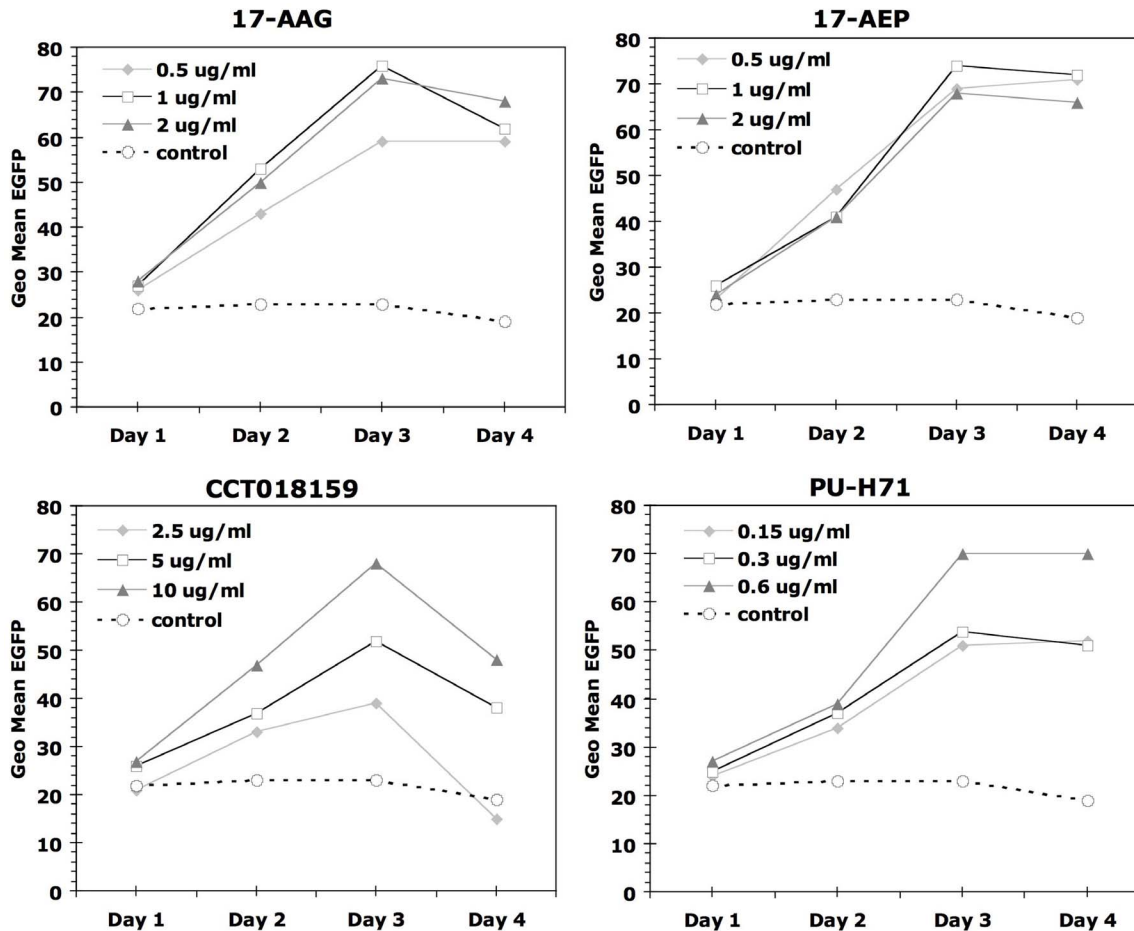 17-AAG
Geo Mean EGFP
80
70
60
50
40
30
20
10
0
0.5 ug/ml
1 ug/ml
2 ug/ml
control
Day 1 Day 2 Day 3 Day 4
17-AEP
Geo Mean EGFP
80
70
60
50
40
30
20
10
0
0.5 ug/ml
1 ug/ml
2 ug/ml
control
Day 1 Day 2 Day 3 Day 4
CCT018159
Geo Mean EGFP
80
70
60
50
40
30
20
10
0
2.5 ug/ml
5 ug/ml
10 ug/ml
control
Day 1 Day 2 Day 3 Day 4
PU-H71
Geo Mean EGFP
80
70
60
50
40
30
20
10
0
0.15 ug/ml
0.3 ug/ml
0.6 ug/ml
control
Day 1 Day 2 Day 3 Day 4